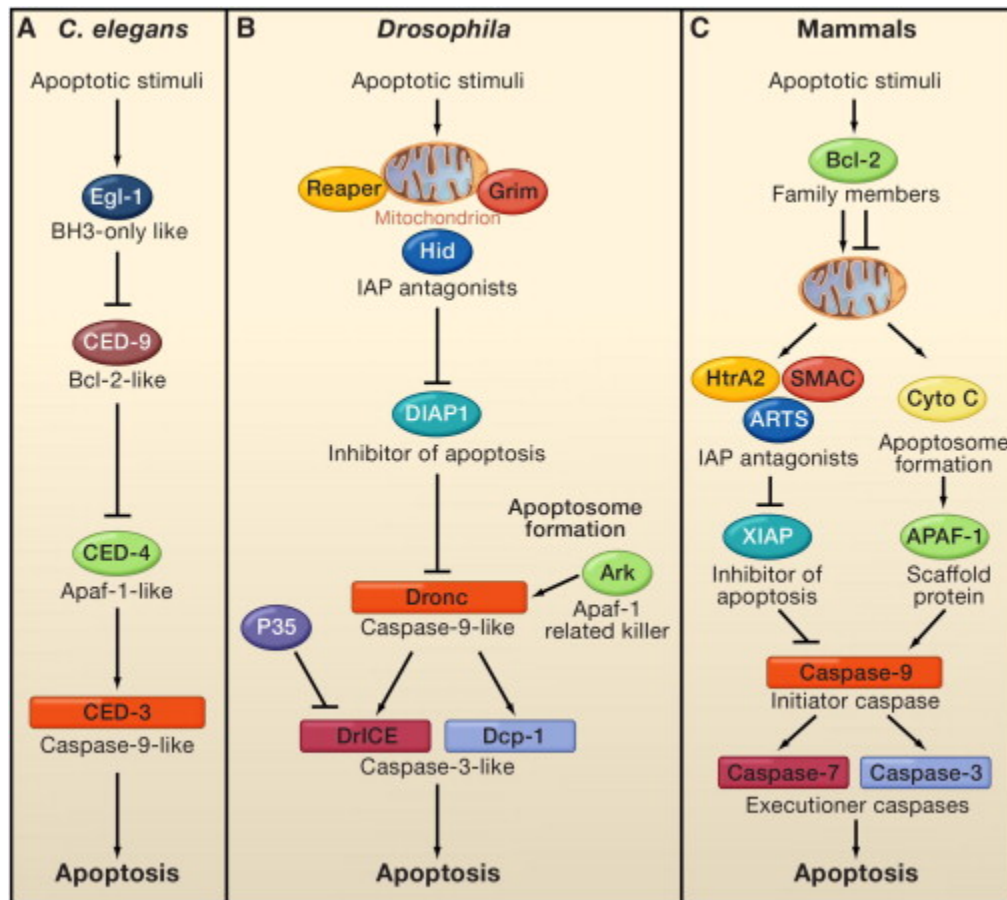 A C. elegans
Apoptotic stimuli
Egl-1
BH3-only like
CED-9
Bcl-2-like
CED-4
Apaf-1-like
CED-3
Caspase-9-like
Apoptosis
B Drosophila
Apoptotic stimuli
Reaper
Grim
Mitochondrion
Hid
IAP antagonists
DIAP1
Inhibitor of apoptosis
Apoptosome
formation
Ark
Apaf-1
related killer
Dronc
Caspase-9-like
P35
DrICE
Dcp-1
Caspase-3-like
Apoptosis
C Mammals
Apoptotic stimuli
Bcl-2
Family members
HtrA2
SMAC
ARTS
IAP antagonists
Cyto C
Apoptosome
formation
XIAP
Inhibitor of
apoptosis
APAF-1
Scaffold
protein
Caspase-9
Initiator caspase
Caspase-7
Caspase-3
Executioner caspases
Apoptosis